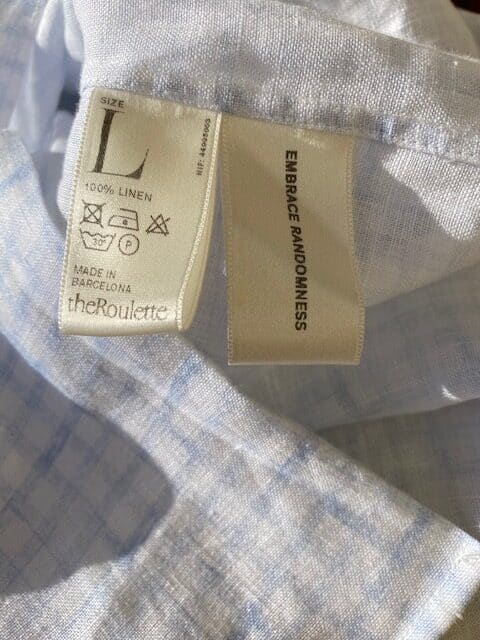 SIZE
L
100% LINEN
30°
P
MADE IN
BARCELONA
theRoulette
EMBRACE RANDOMNESS